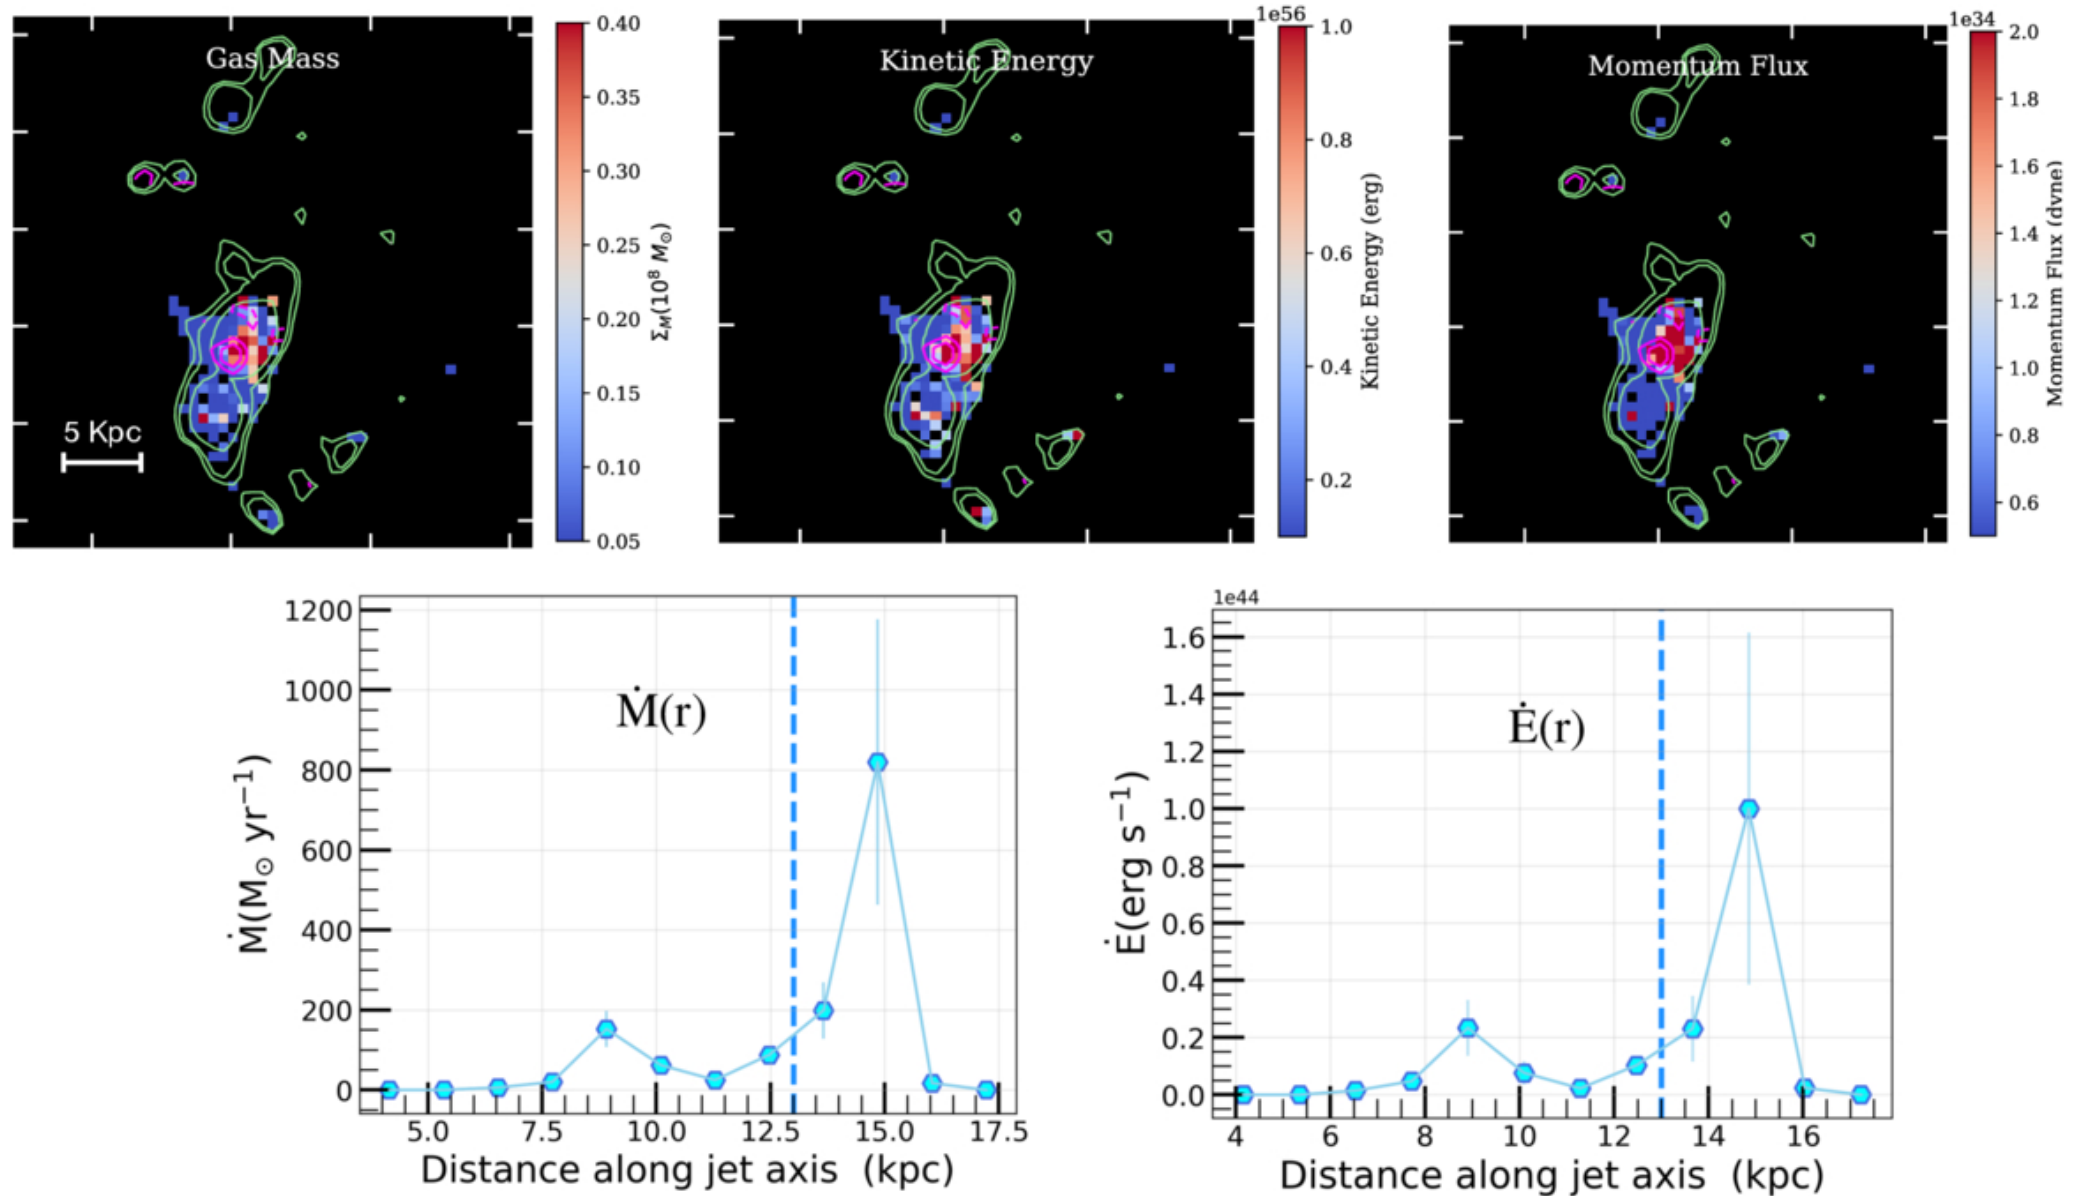 Gas Mass
5 Kpc
0.40
0.35
0.30
0.25
0.20
0.15
0.10
0.05
Σ_M(10⁸ M⊙)
Kinetic Energy
1e56
1.0
0.8
0.6
0.4
0.2
Kinetic Energy (erg)
Momentum Flux
1e34
2.0
1.8
1.6
1.4
1.2
1.0
0.8
0.6
Momentum Flux (dyne)
1200
1000
800
600
400
200
0
Ṁ(M⊙ yr⁻¹)
Ṁ(r)
5.0 7.5 10.0 12.5 15.0 17.5
Distance along jet axis (kpc)
1e44
1.6
1.4
1.2
1.0
0.8
0.6
0.4
0.2
0.0
Ė(erg s⁻¹)
Ė(r)
4 6 8 10 12 14 16
Distance along jet axis (kpc)